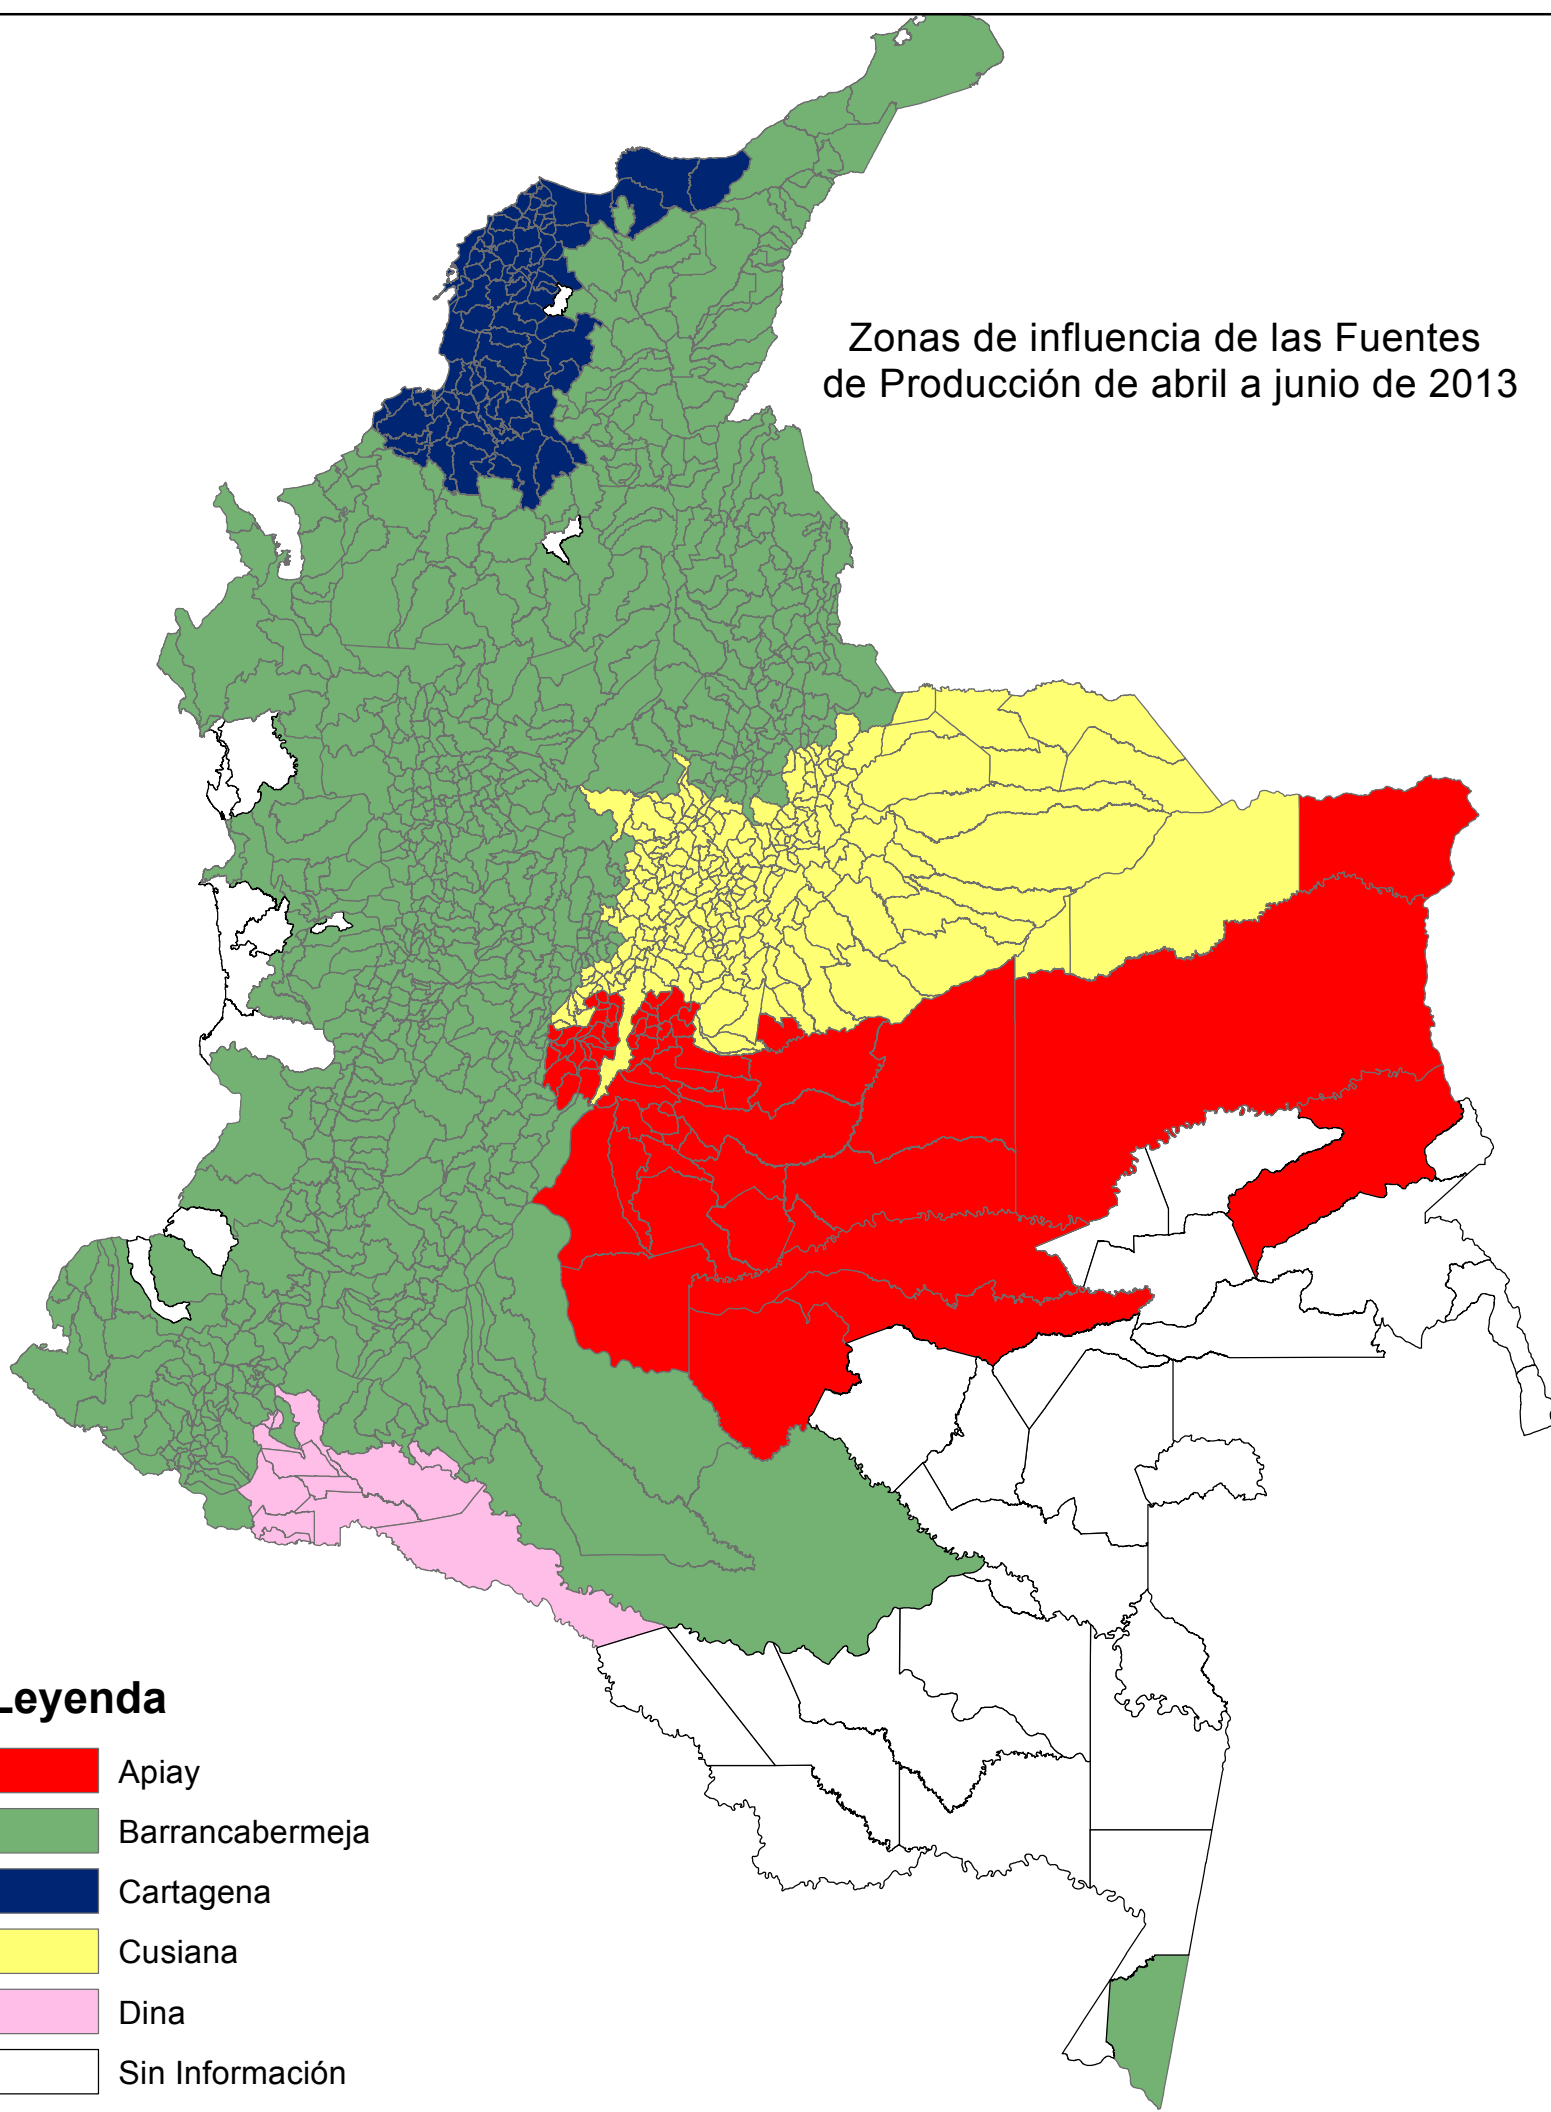 Zonas de influencia de las Fuentes
de Producción de abril a junio de 2013
Leyenda
Apiay
Barrancabermeja
Cartagena
Cusiana
Dina
Sin Información